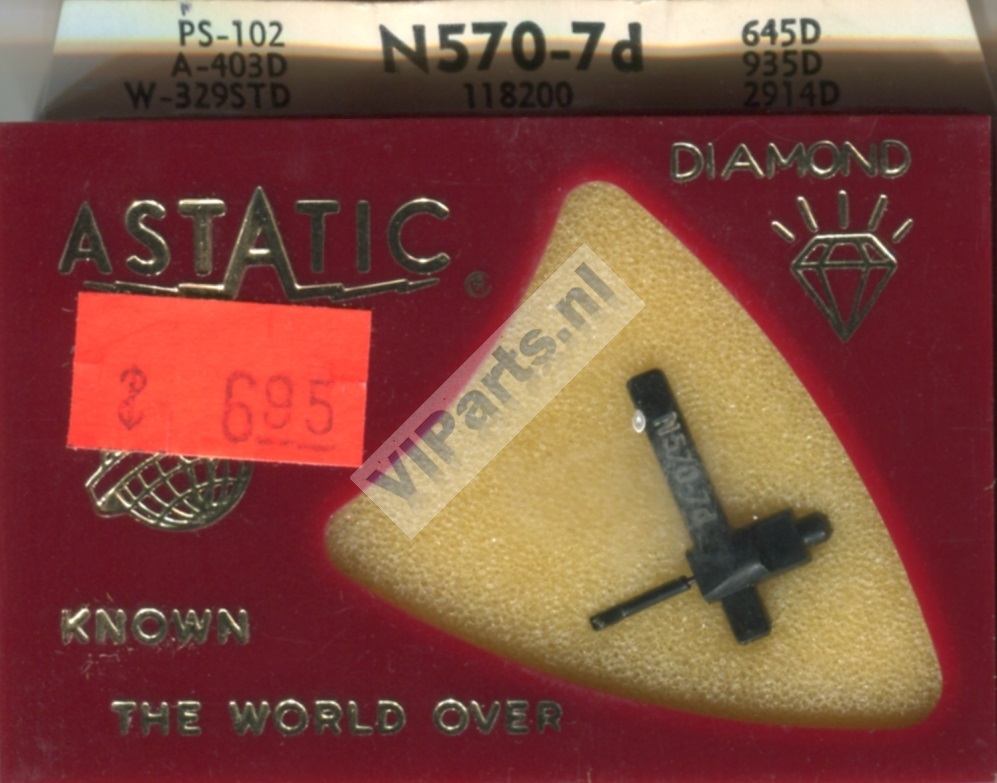 PS-102
A-403D
W-329STD
N570-7d
118200
645D
935D
2914D
DIAMOND
ASTATIC ®
695
VIParts.nl
N570-7d
KNOWN
THE WORLD OVER